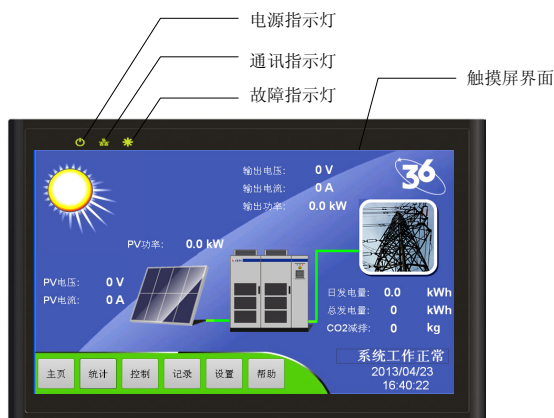 电源指示灯
通讯指示灯
故障指示灯
触摸屏界面
输出电压: 0 V
输出电流: 0 A
输出功率: 0.0 kW
36
PV功率: 0.0 kW
PV电压: 0 V
PV电流: 0 A
日发电量: 0.0 kWh
总发电量: 0 kWh
CO2减排: 0 kg
系统工作正常
2013/04/23
16:40:22
主页 统计 控制 记录 设置 帮助